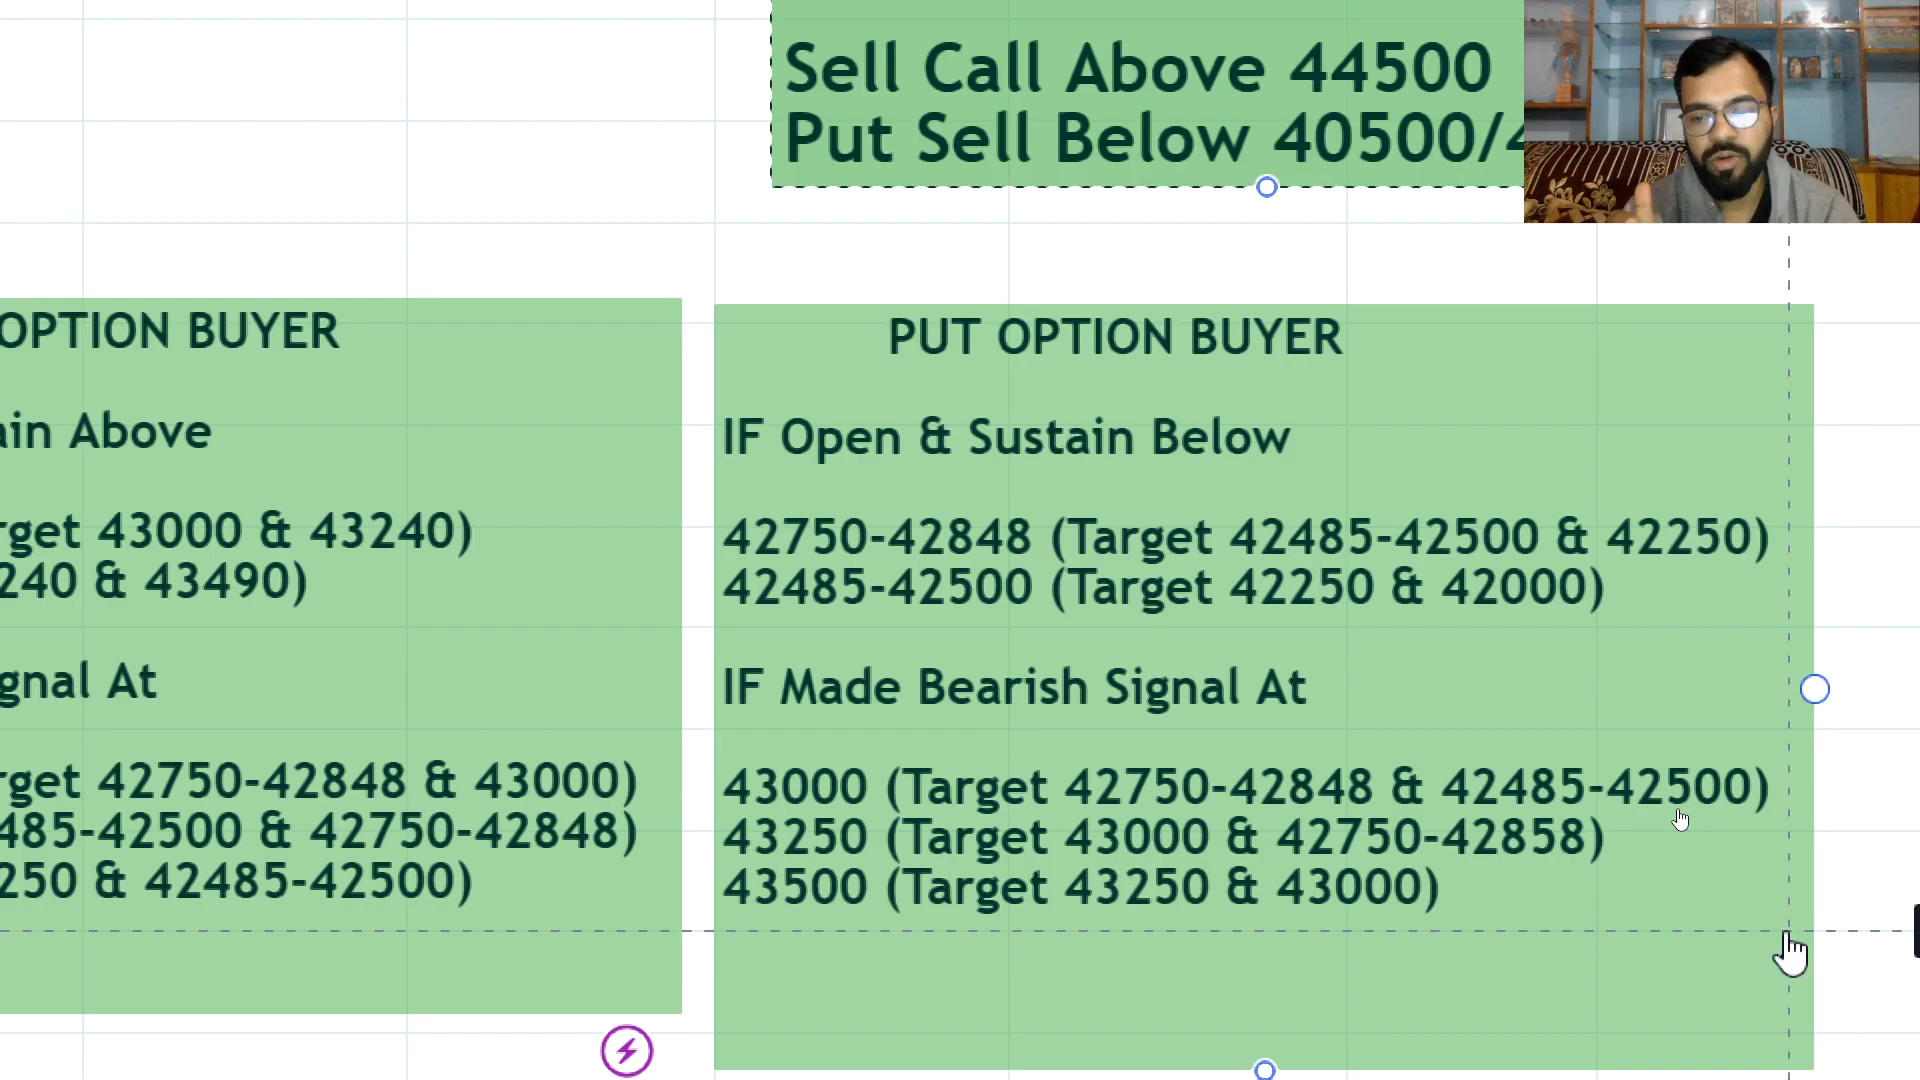 Sell Call Above 44500
Put Sell Below 40500/4
OPTION BUYER
ain Above
rget 43000 & 43240)
240 & 43490)
gnal At
rget 42750-42848 & 43000)
485-42500 & 42750-42848)
250 & 42485-42500)
PUT OPTION BUYER
IF Open & Sustain Below
42750-42848 (Target 42485-42500 & 42250)
42485-42500 (Target 42250 & 42000)
IF Made Bearish Signal At
43000 (Target 42750-42848 & 42485-42500)
43250 (Target 43000 & 42750-42858)
43500 (Target 43250 & 43000)